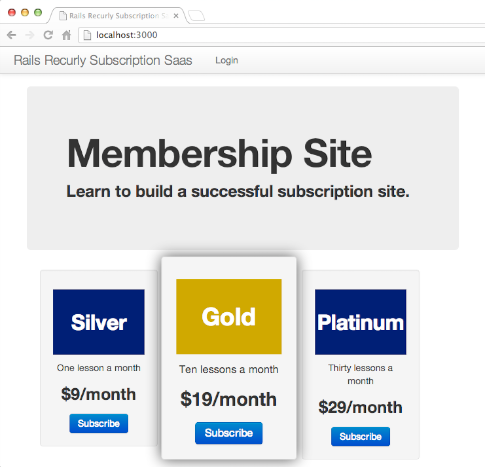 Rails Recurly Subscription S
localhost:3000
Rails Recurly Subscription Saas
Login
Membership Site
Learn to build a successful subscription site.
Silver
One lesson a month
$9/month
Subscribe
Gold
Ten lessons a month
$19/month
Subscribe
Platinum
Thirty lessons a
month
$29/month
Subscribe